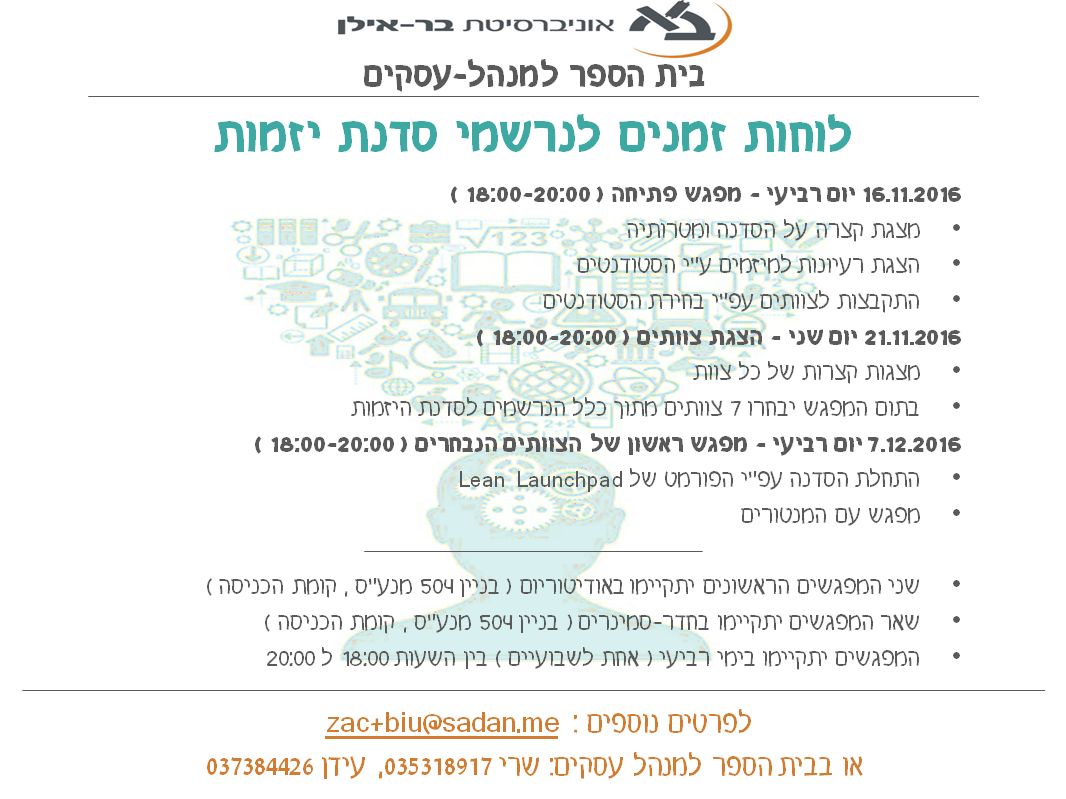 אוניברסיטת בר-אילן
בית הספר למנהל-עסקים
לוחות זמנים לנרשמי סדנת יזמות
16.11.2016 יום רביעי - מפגש פתיחה ( 18:00-20:00 )
• מצגת קצרה על הסדנה ומטרותיה
• הצגת רעיונות למיזמים ע"י הסטודנטים
• התקבצות לצוותים עפ"י בחירת הסטודנטים
21.11.2016 יום שני - הצגת צוותים ( 18:00-20:00 )
• מצגות קצרות של כל צוות
• בתום המפגש יבחרו 7 צוותים מתוך כלל הנרשמים לסדנת היזמות
7.12.2016 יום רביעי - מפגש ראשון של הצוותים הנבחרים ( 18:00-20:00 )
• התחלת הסדנה עפ"י הפורמט של Lean Launchpad
• מפגש עם המנטורים
• שני המפגשים הראשונים יתקיימו באודיטוריום ( בניין 504 מנע"ס , קומת הכניסה )
• שאר המפגשים יתקיימו בחדר-סמינרים ( בניין 504 מנע"ס , קומת הכניסה )
• המפגשים יתקיימו בימי רביעי ( אחת לשבועיים ) בין השעות 18:00 ל 20:00
לפרטים נוספים : zac+biu@sadan.me
או בבית הספר למנהל עסקים: שרי 035318917, עידן 037384426